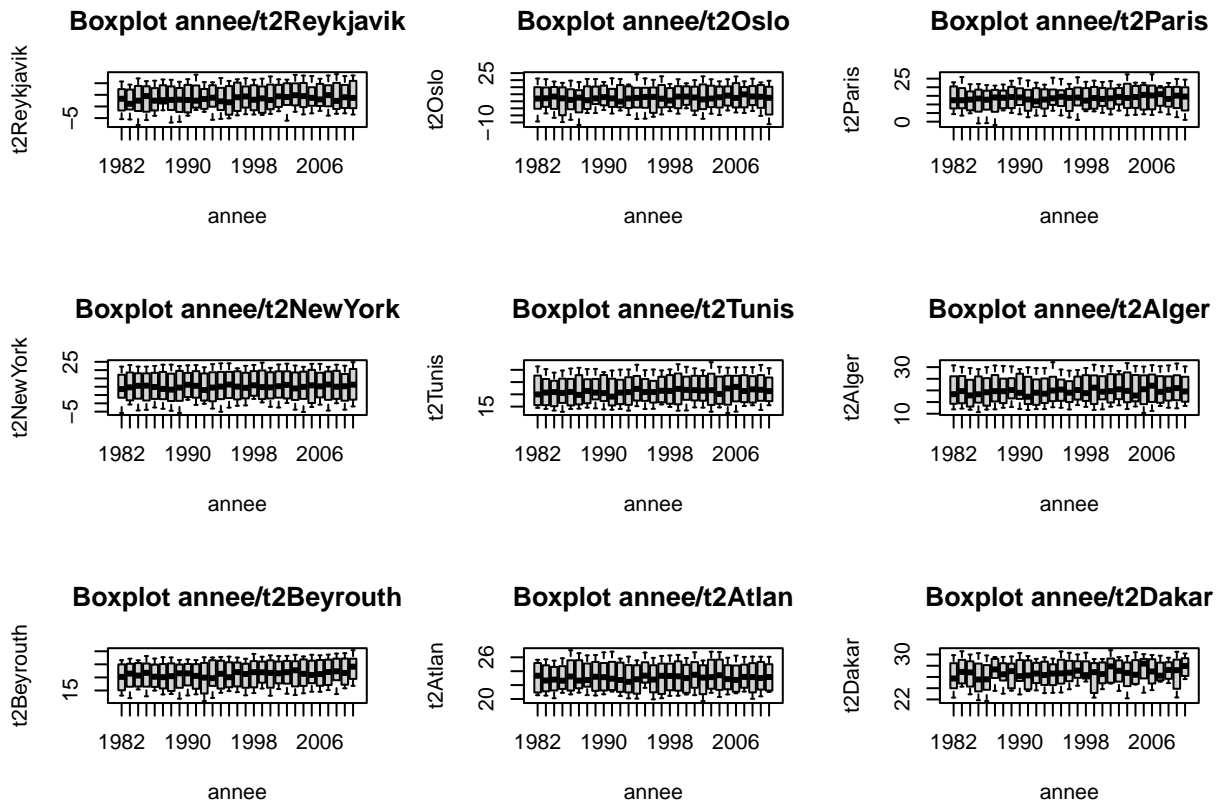 Boxplot annee/t2Reykjavik
t2Reykjavik
−5
1982 1990 1998 2006
annee
Boxplot annee/t2Oslo
t2Oslo
25
−10
1982 1990 1998 2006
annee
Boxplot annee/t2Paris
t2Paris
25
0
1982 1990 1998 2006
annee
Boxplot annee/t2NewYork
t2NewYork
25
−5
1982 1990 1998 2006
annee
Boxplot annee/t2Tunis
t2Tunis
15
1982 1990 1998 2006
annee
Boxplot annee/t2Alger
t2Alger
30
10
1982 1990 1998 2006
annee
Boxplot annee/t2Beyrouth
t2Beyrouth
15
1982 1990 1998 2006
annee
Boxplot annee/t2Atlan
t2Atlan
26
20
1982 1990 1998 2006
annee
Boxplot annee/t2Dakar
t2Dakar
30
22
1982 1990 1998 2006
annee